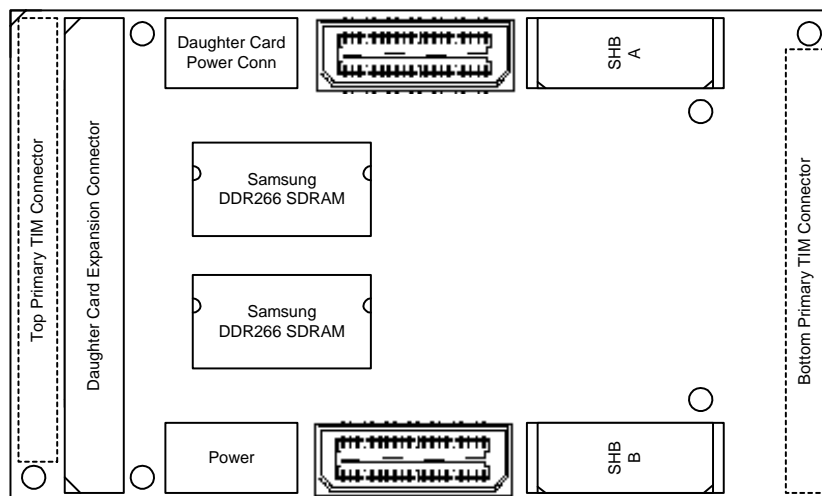 Daughter Card
Power Conn
SHB
A
Top Primary TIM Connector
Daughter Card Expansion Connector
Samsung
DDR266 SDRAM
Bottom Primary TIM Connector
Samsung
DDR266 SDRAM
Power
SHB
B